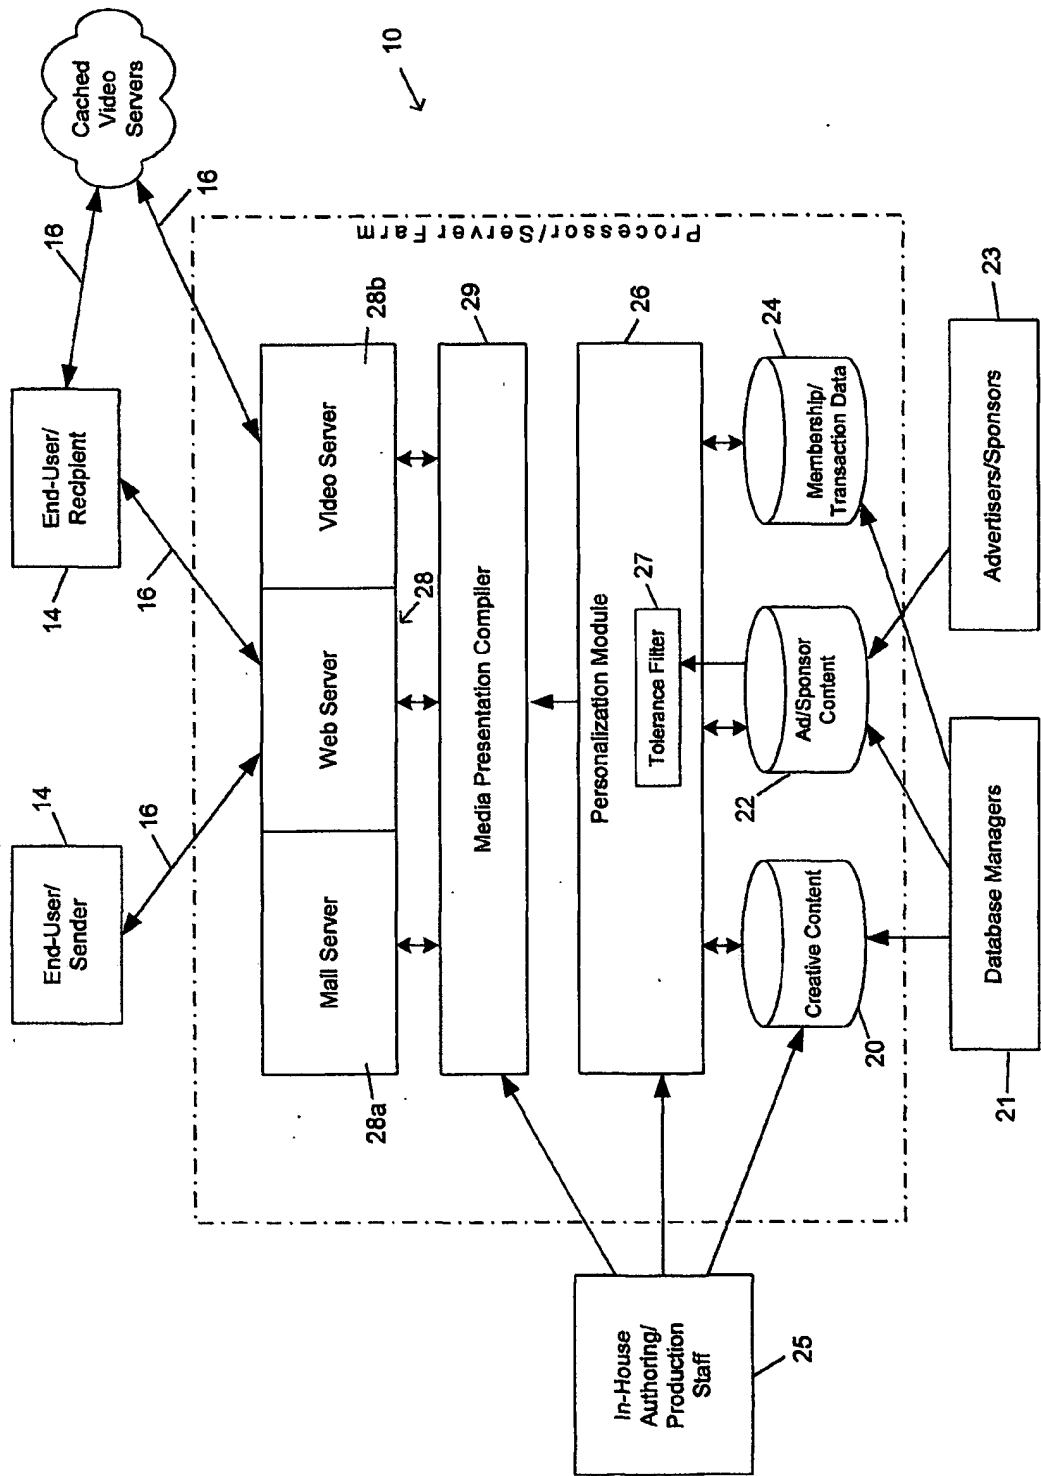 End-User/
Sender
14
End-User/
Recipient
14
Cached
Video
Servers
16
16
18
16
10
Processor/Server Farm
Mail Server
Web Server
Video Server
28a
28
28b
Media Presentation Compiler
29
Personalization Module
26
Tolerance Filter
27
In-House
Authoring/
Production
Staff
25
Creative Content
20
Ad/Sponsor
Content
22
Membership/
Transaction Data
24
Database Managers
21
Advertisers/Sponsors
23